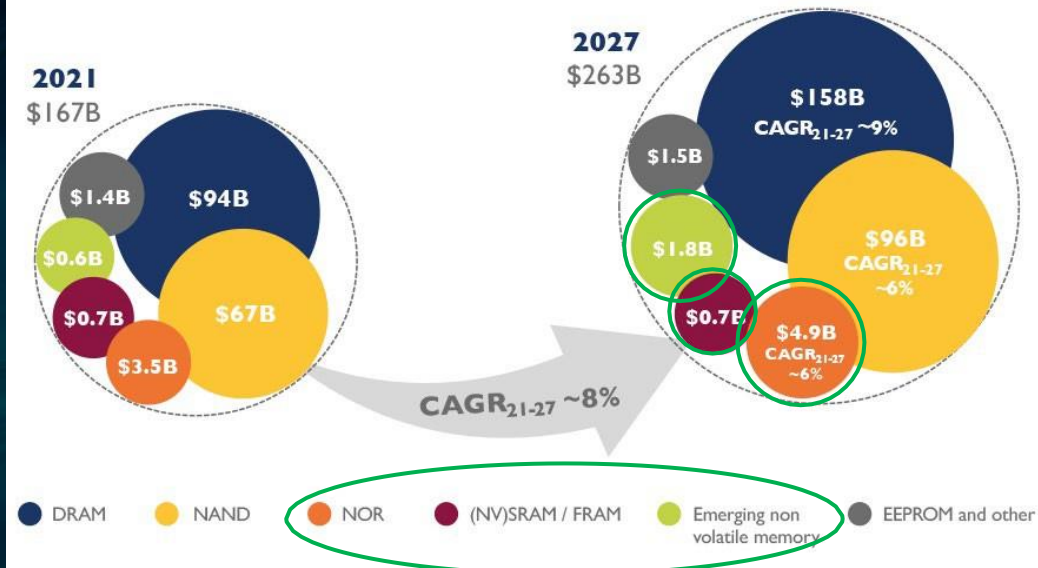 2021
$167B
$94B
$1.4B
$0.6B
$0.7B
$3.5B
$67B
2027
$263B
$158B
CAGR21-27 ~9%
$1.5B
$1.8B
$0.7B
$96B
CAGR21-27
~6%
$4.9B
CAGR21-27
~6%
CAGR21-27 ~8%
DRAM
NAND
NOR
(NV)SRAM / FRAM
Emerging non
volatile memory
EEPROM and other